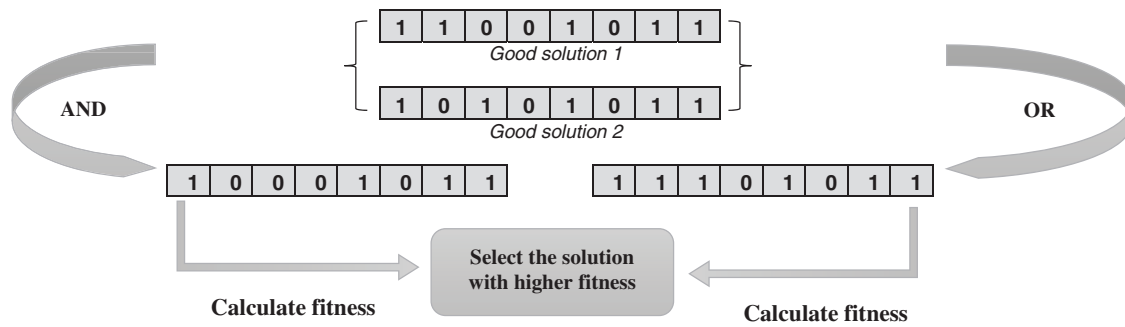 1 1 0 0 1 0 1 1
Good solution 1
AND
OR
1 0 1 0 1 0 1 1
Good solution 2
1 0 0 0 1 0 1 1
1 1 1 0 1 0 1 1
Select the solution
with higher fitness
Calculate fitness
Calculate fitness